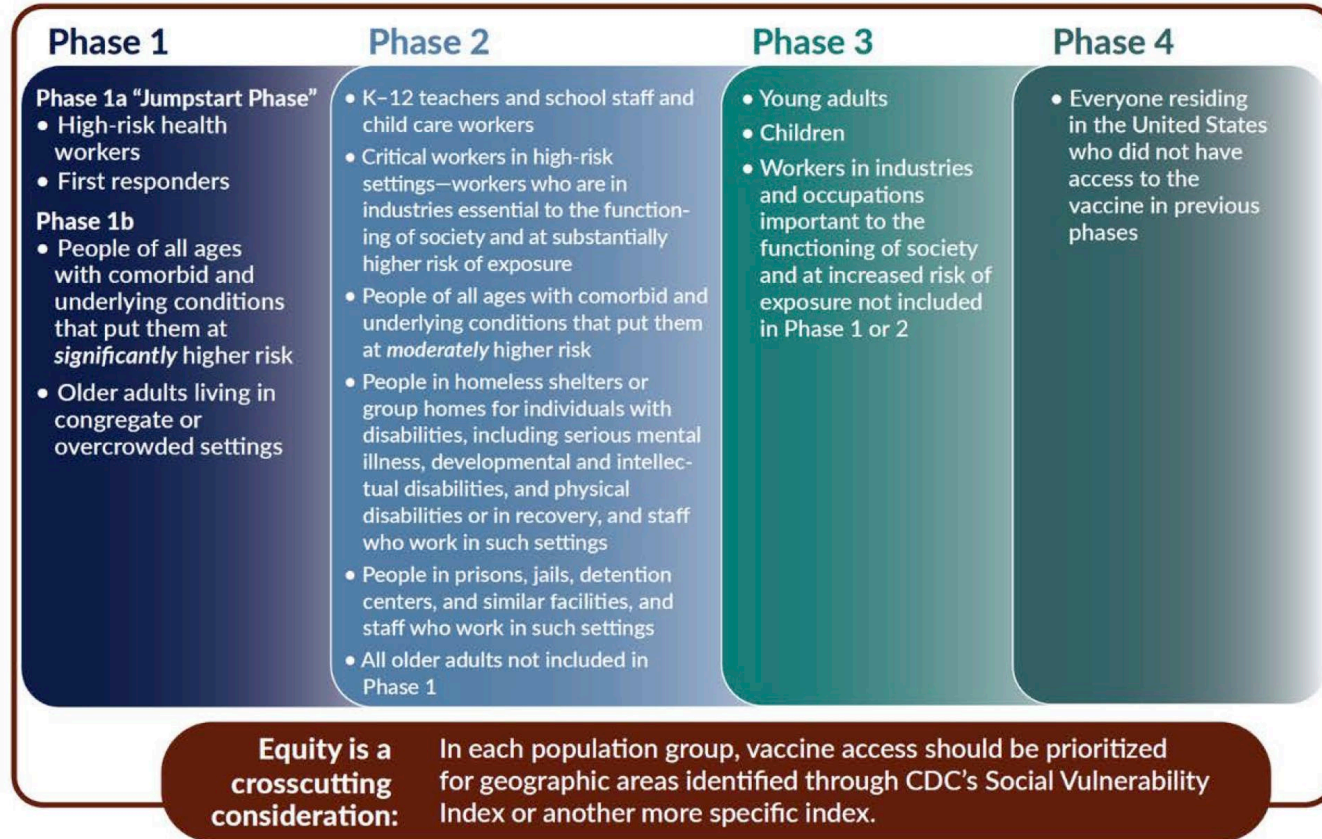 Phase 1
Phase 1a “Jumpstart Phase”
• High-risk health
workers
• First responders
Phase 1b
• People of all ages
with comorbid and
underlying conditions
that put them at
significantly higher risk
• Older adults living in
congregate or
overcrowded settings
Phase 2
• K–12 teachers and school staff and
child care workers
• Critical workers in high-risk
settings—workers who are in
industries essential to the function-
ing of society and at substantially
higher risk of exposure
• People of all ages with comorbid and
underlying conditions that put them
at moderately higher risk
• People in homeless shelters or
group homes for individuals with
disabilities, including serious mental
illness, developmental and intellec-
tual disabilities, and physical
disabilities or in recovery, and staff
who work in such settings
• People in prisons, jails, detention
centers, and similar facilities, and
staff who work in such settings
• All older adults not included in
Phase 1
Phase 3
• Young adults
• Children
• Workers in industries
and occupations
important to the
functioning of society
and at increased risk of
exposure not included
in Phase 1 or 2
Phase 4
• Everyone residing
in the United States
who did not have
access to the
vaccine in previous
phases
Equity is a
crosscutting
consideration:
In each population group, vaccine access should be prioritized
for geographic areas identified through CDC’s Social Vulnerability
Index or another more specific index.